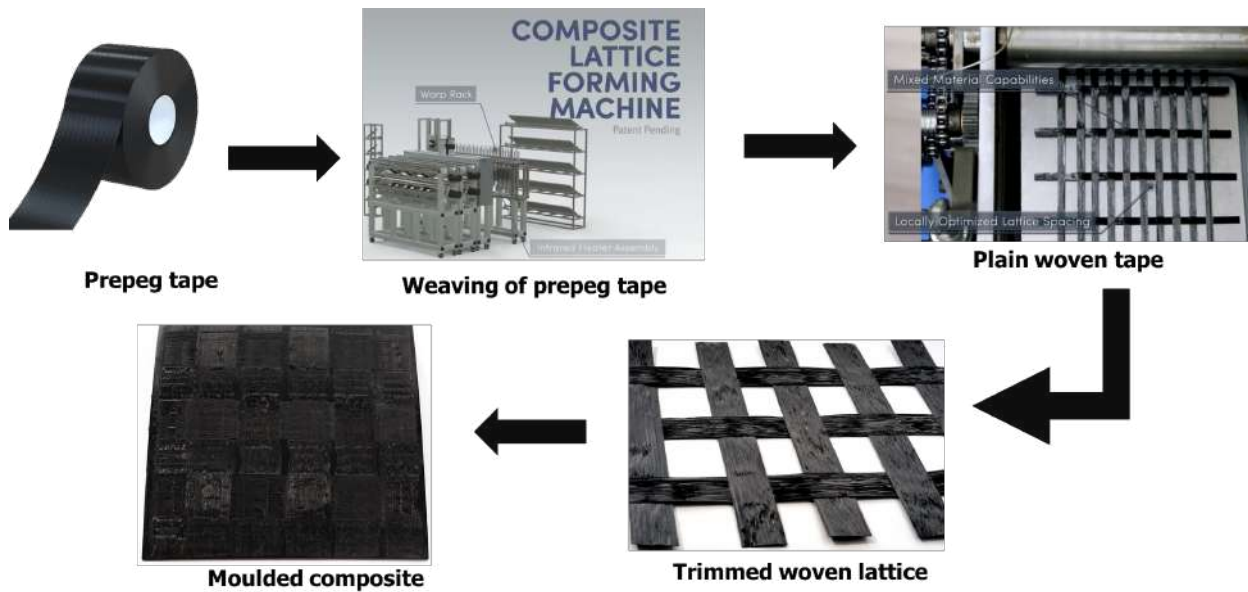 COMPOSITE
LATTICE
FORMING
MACHINE
Patent Pending
Warp Rack
Infrared Heater Assembly
Mixed Material Capabilities
Locally Optimized Lattice Spacing
Prepeg tape
Weaving of prepeg tape
Plain woven tape
Moulded composite
Trimmed woven lattice